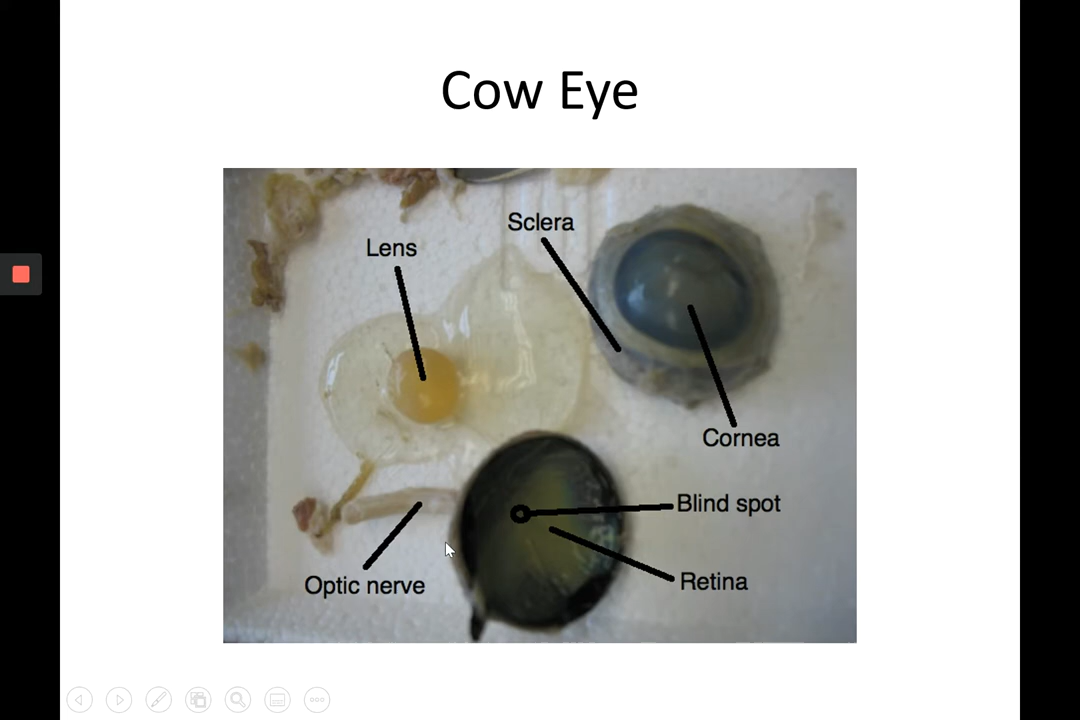 Cow Eye
Sclera
Lens
Cornea
Blind spot
Retina
Optic nerve